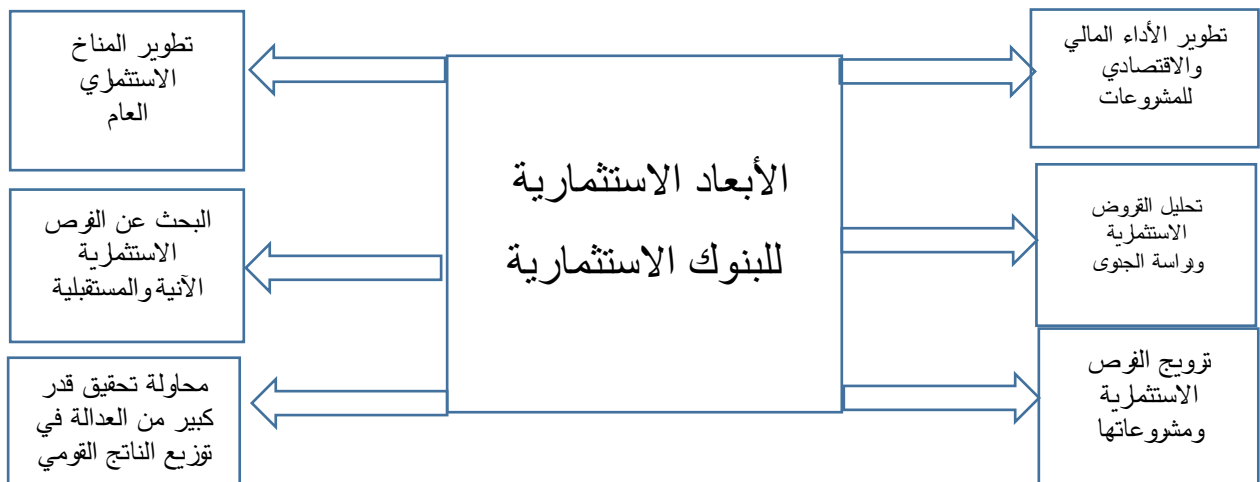 تطوير الأداء المالي
والاقتصادي
للمشروعات
تحليل القروض
الاستثمارية
ودراسة الجدوى
ترويج الفرص
الاستثمارية
ومشروعاتها
الأبعاد الاستثمارية
للبنوك الاستثمارية
تطوير المناخ
الاستثماري
العام
البحث عن الفرص
الاستثمارية
الآنية والمستقبلية
محاولة تحقيق قدر
كبير من العدالة في
توزيع الناتج القومي